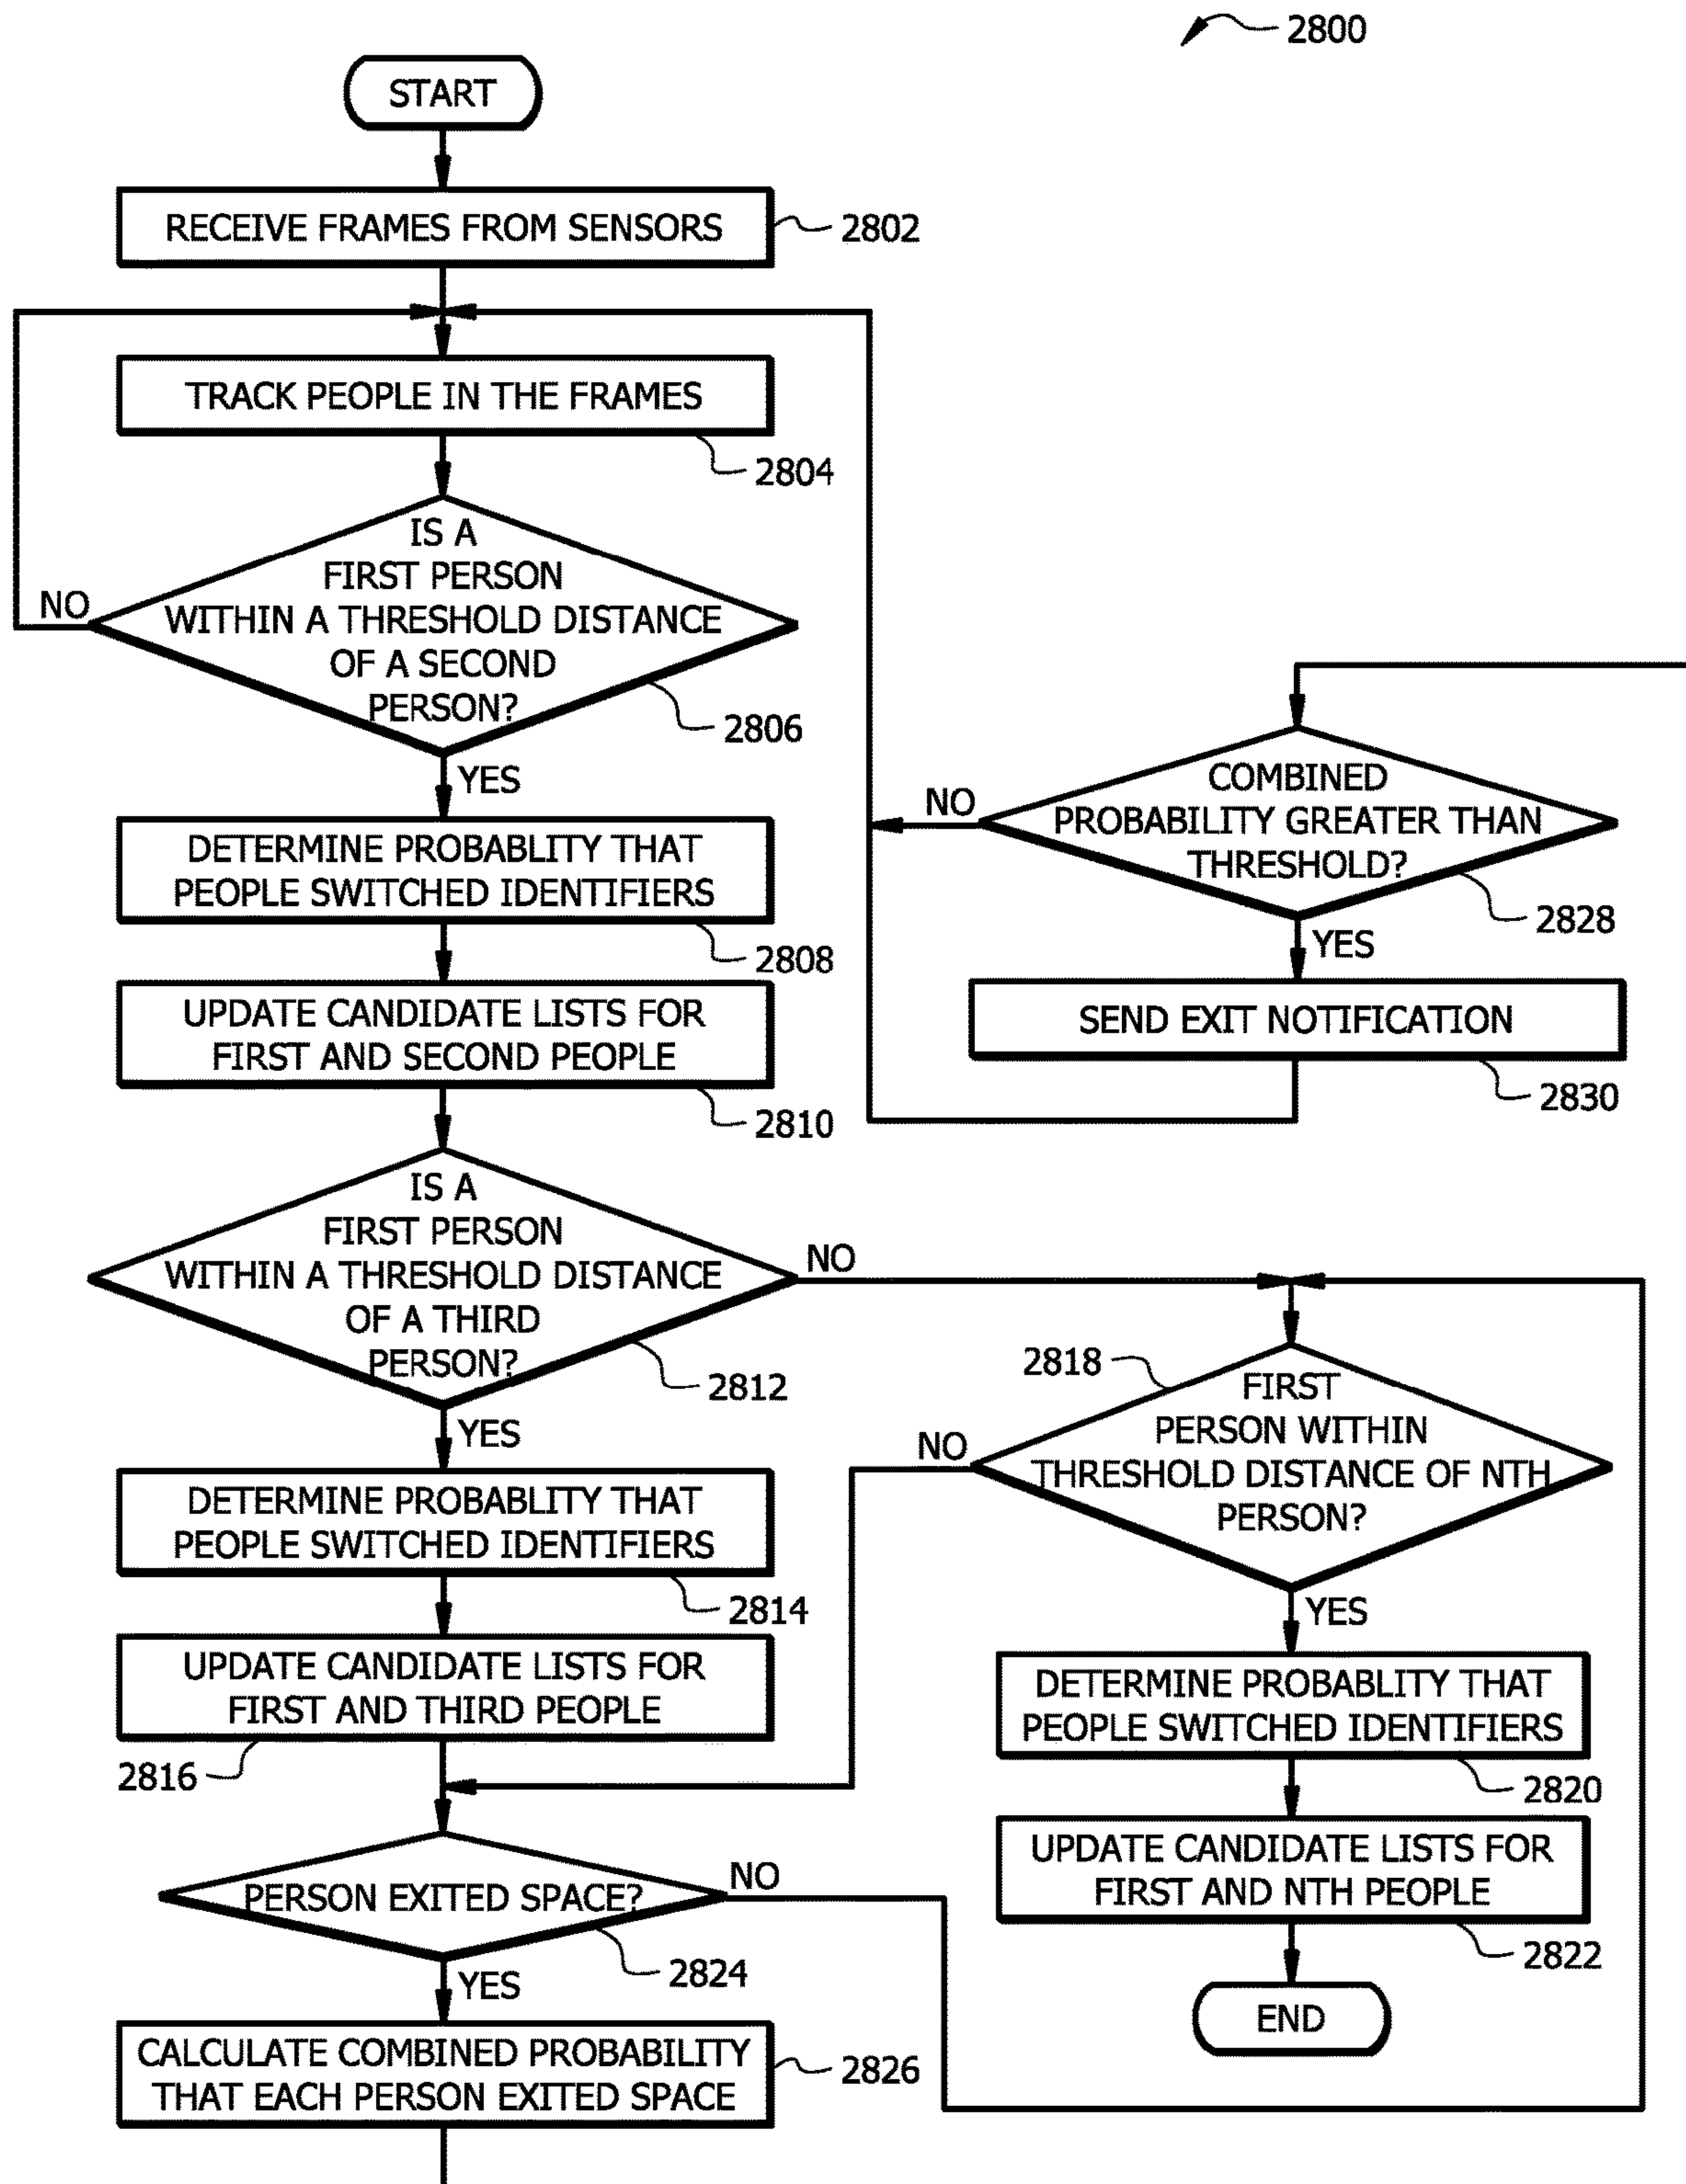 2800
START
RECEIVE FRAMES FROM SENSORS
2802
TRACK PEOPLE IN THE FRAMES
2804
IS A
FIRST PERSON
WITHIN A THRESHOLD DISTANCE
OF A SECOND
PERSON?
NO
2806
YES
DETERMINE PROBABLITY THAT
PEOPLE SWITCHED IDENTIFIERS
2808
UPDATE CANDIDATE LISTS FOR
FIRST AND SECOND PEOPLE
2810
IS A
FIRST PERSON
WITHIN A THRESHOLD DISTANCE
OF A THIRD
PERSON?
NO
2812
YES
DETERMINE PROBABLITY THAT
PEOPLE SWITCHED IDENTIFIERS
2814
UPDATE CANDIDATE LISTS FOR
FIRST AND THIRD PEOPLE
2816
PERSON EXITED SPACE?
NO
2824
YES
CALCULATE COMBINED PROBABILITY
THAT EACH PERSON EXITED SPACE
2826
COMBINED
PROBABILITY GREATER THAN
THRESHOLD?
NO
2828
YES
SEND EXIT NOTIFICATION
2830
2818
FIRST
PERSON WITHIN
THRESHOLD DISTANCE OF NTH
PERSON?
NO
YES
DETERMINE PROBABLITY THAT
PEOPLE SWITCHED IDENTIFIERS
2820
UPDATE CANDIDATE LISTS FOR
FIRST AND NTH PEOPLE
2822
END